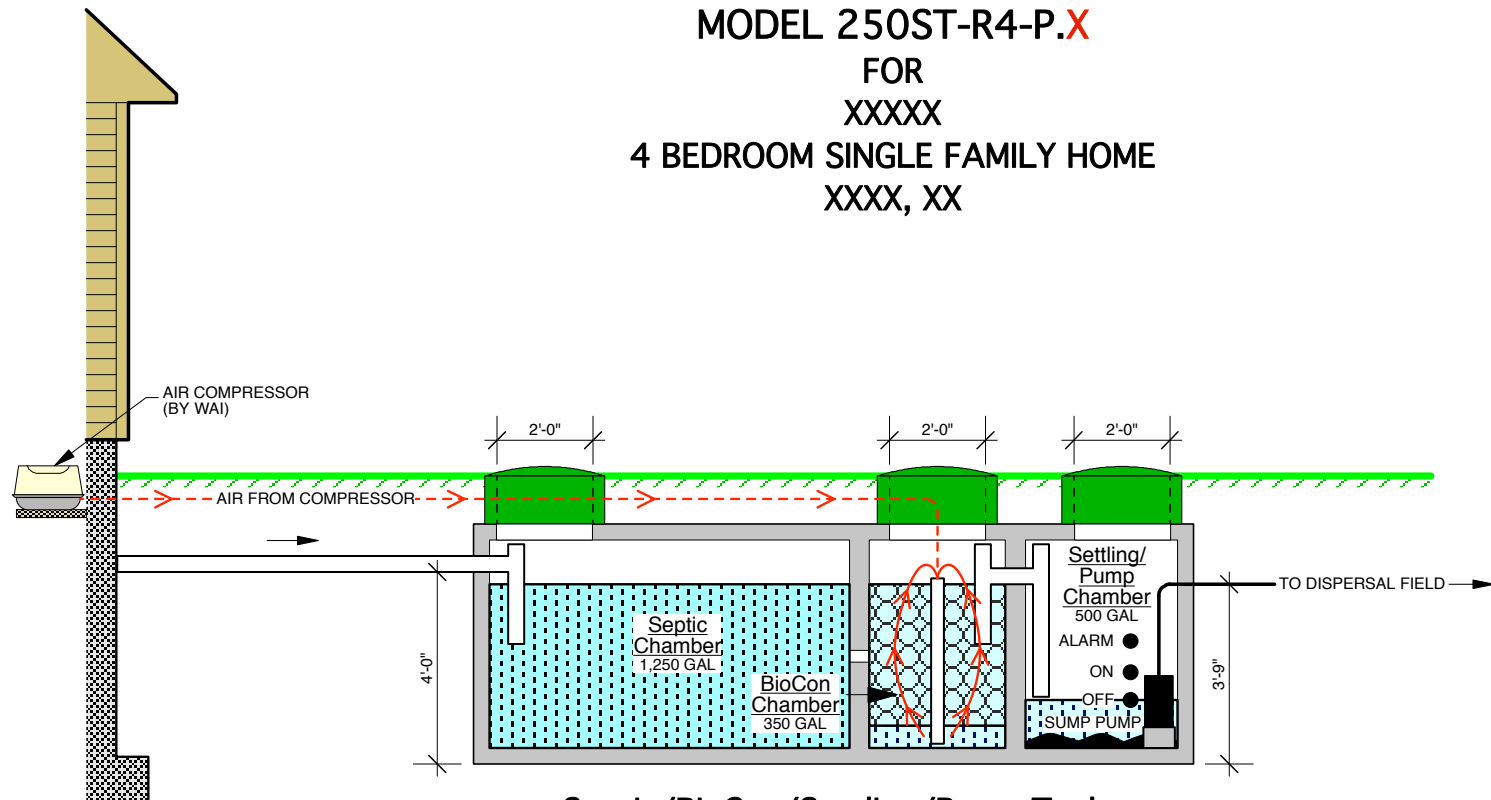 MODEL 250ST-R4-P.X
FOR
XXXXX
4 BEDROOM SINGLE FAMILY HOME
XXXX, XX
AIR COMPRESSOR
(BY WAI)
2'-0"
2'-0"
2'-0"
AIR FROM COMPRESSOR
Settling/
Pump
Chamber
500 GAL
TO DISPERSAL FIELD
Septic
Chamber
1,250 GAL
ALARM
ON
OFF
SUMP PUMP
BioCon
Chamber
350 GAL
4'-0"
3'-9"